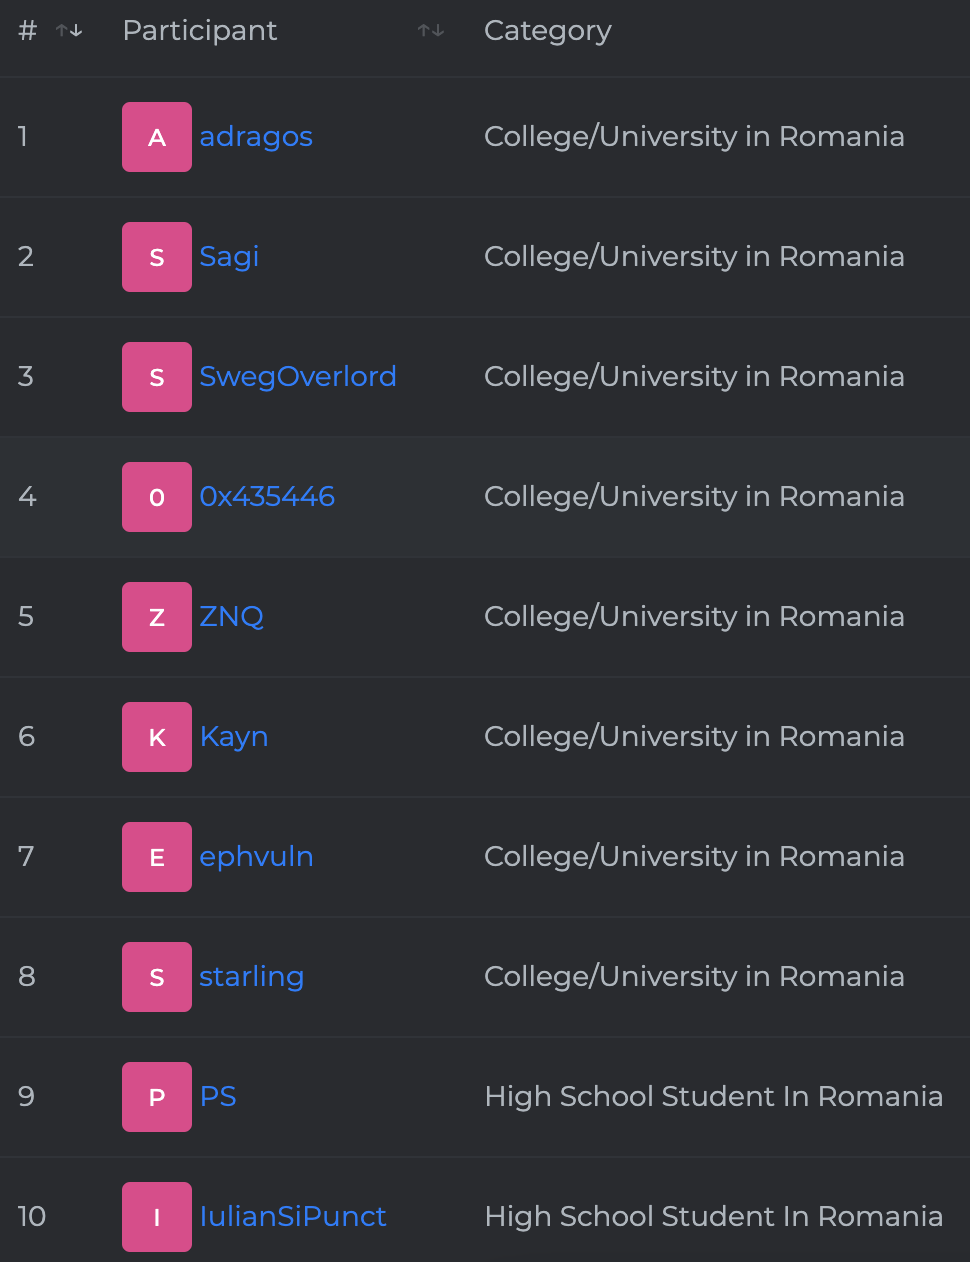 # ↑↓ Participant ↑↓ Category
1 A adragos College/University in Romania
2 S Sagi College/University in Romania
3 S SwegOverlord College/University in Romania
4 0 0x435446 College/University in Romania
5 Z ZNQ College/University in Romania
6 K Kayn College/University in Romania
7 E ephvuln College/University in Romania
8 S starling College/University in Romania
9 P PS High School Student In Romania
10 I IulianSiPunct High School Student In Romania